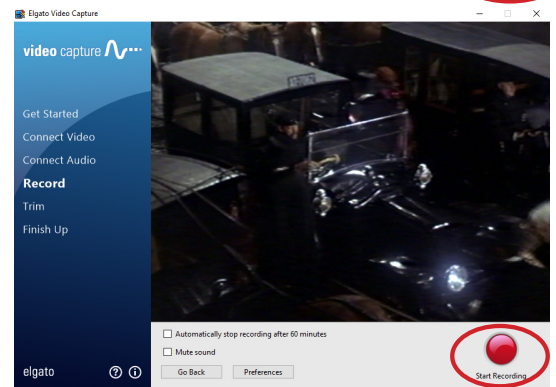 Elgato Video Capture
video capture
Get Started
Connect Video
Connect Audio
Record
Trim
Finish Up
Automatically stop recording after 60 minutes
Mute sound
Go Back
Preferences
Start Recording
elgato